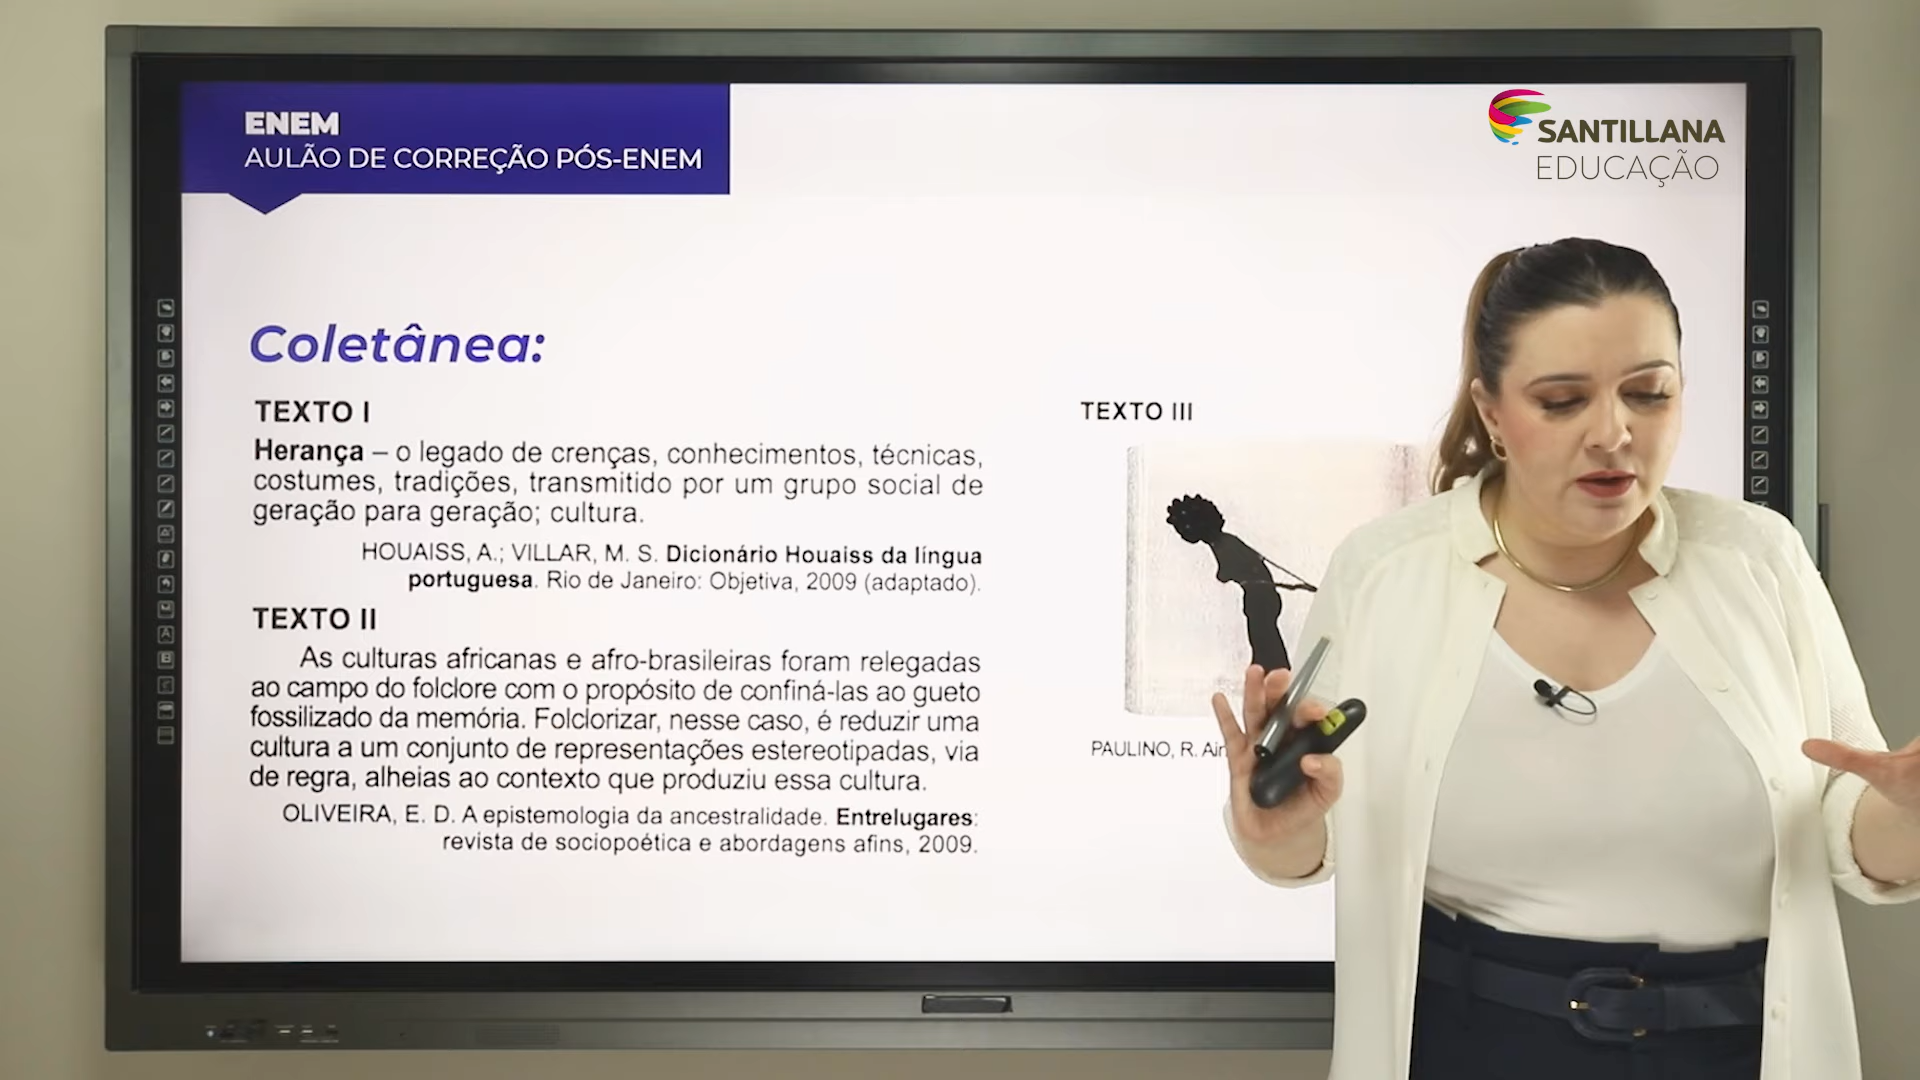 ENEM
AULÃO DE CORREÇÃO PÓS-ENEM
SANTILLANA
EDUCAÇÃO
Coletânea:
TEXTO I
Herança – o legado de crenças, conhecimentos, técnicas,
costumes, tradições, transmitido por um grupo social de
geração para geração; cultura.
HOUAISS, A.; VILLAR, M. S. Dicionário Houaiss da língua
portuguesa. Rio de Janeiro: Objetiva, 2009 (adaptado).
TEXTO II
As culturas africanas e afro-brasileiras foram relegadas
ao campo do folclore com o propósito de confiná-las ao gueto
fossilizado da memória. Folclorizar, nesse caso, é reduzir uma
cultura a um conjunto de representações estereotipadas, via
de regra, alheias ao contexto que produziu essa cultura.
OLIVEIRA, E. D. A epistemologia da ancestralidade. Entrelugares:
revista de sociopoética e abordagens afins, 2009.
TEXTO III
PAULINO, R.